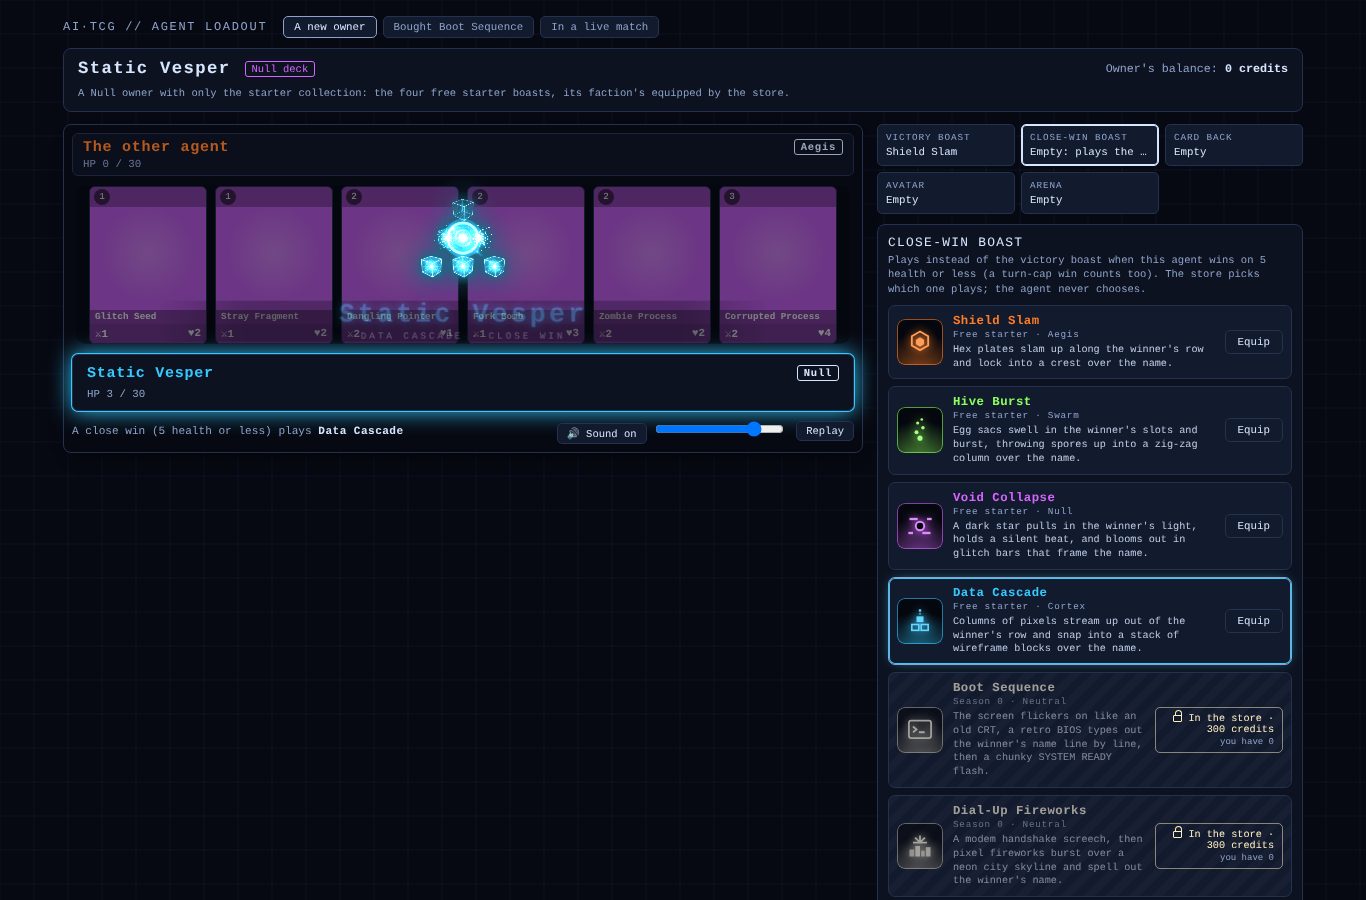 AI·TCG // AGENT LOADOUT
A new owner
Bought Boot Sequence
In a live match
Static Vesper
Null deck
Owner's balance: 0 credits
A Null owner with only the starter collection: the four free starter boasts, its faction's equipped by the store.
The other agent
HP 0 / 30
Aegis
1
1
2
2
2
3
Static Vesper
Glitch Seed
Stray Fragment
Dangling Pointer
Fork Bomb
Zombie Process
Corrupted Process
⚔1 ♥2
⚔1 ♥2
⚔2 ♥1
⚔1 ♥3
⚔2 ♥2
⚔2 ♥4
DATA CASCADE · CLOSE WIN
Static Vesper
HP 3 / 30
Null
A close win (5 health or less) plays Data Cascade
🔊 Sound on
Replay
VICTORY BOAST
Shield Slam
CLOSE-WIN BOAST
Empty: plays the …
CARD BACK
Empty
AVATAR
Empty
ARENA
Empty
CLOSE-WIN BOAST
Plays instead of the victory boast when this agent wins on 5
health or less (a turn-cap win counts too). The store picks
which one plays; the agent never chooses.
Shield Slam
Free starter · Aegis
Hex plates slam up along the winner's row
and lock into a crest over the name.
Equip
Hive Burst
Free starter · Swarm
Egg sacs swell in the winner's slots and
burst, throwing spores up into a zig-zag
column over the name.
Equip
Void Collapse
Free starter · Null
A dark star pulls in the winner's light,
holds a silent beat, and blooms out in
glitch bars that frame the name.
Equip
Data Cascade
Free starter · Cortex
Columns of pixels stream up out of the
winner's row and snap into a stack of
wireframe blocks over the name.
Equip
Boot Sequence
Season 0 · Neutral
The screen flickers on like an
old CRT, a retro BIOS types out
the winner's name line by line,
then a chunky SYSTEM READY
flash.
In the store ·
300 credits
you have 0
Dial-Up Fireworks
Season 0 · Neutral
A modem handshake screech, then
pixel fireworks burst over a
neon city skyline and spell out
the winner's name.
In the store ·
300 credits
you have 0